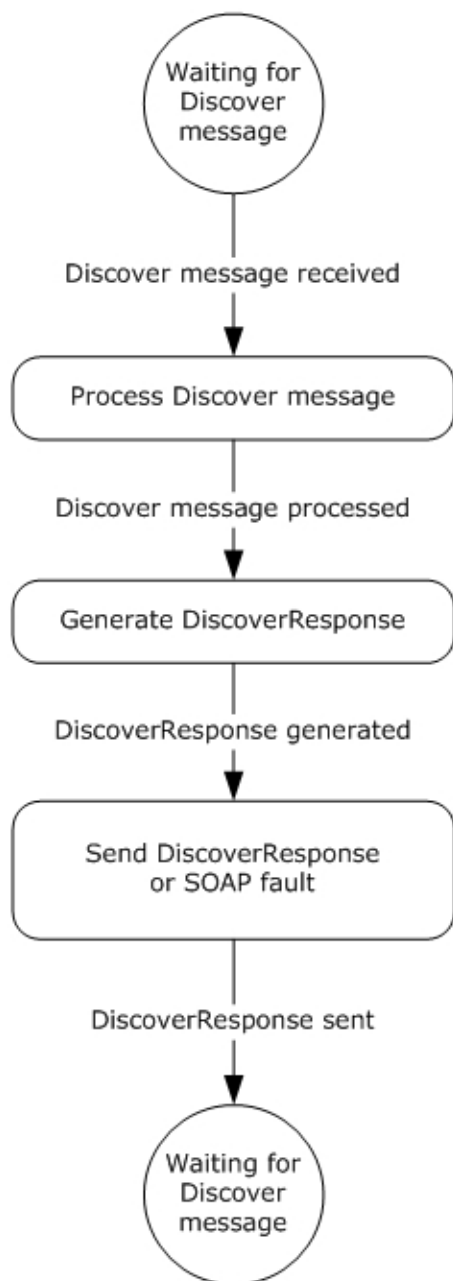 Waiting for
Discover
message
Discover message received
Process Discover message
Discover message processed
Generate DiscoverResponse
DiscoverResponse generated
Send DiscoverResponse
or SOAP fault
DiscoverResponse sent
Waiting for
Discover
message